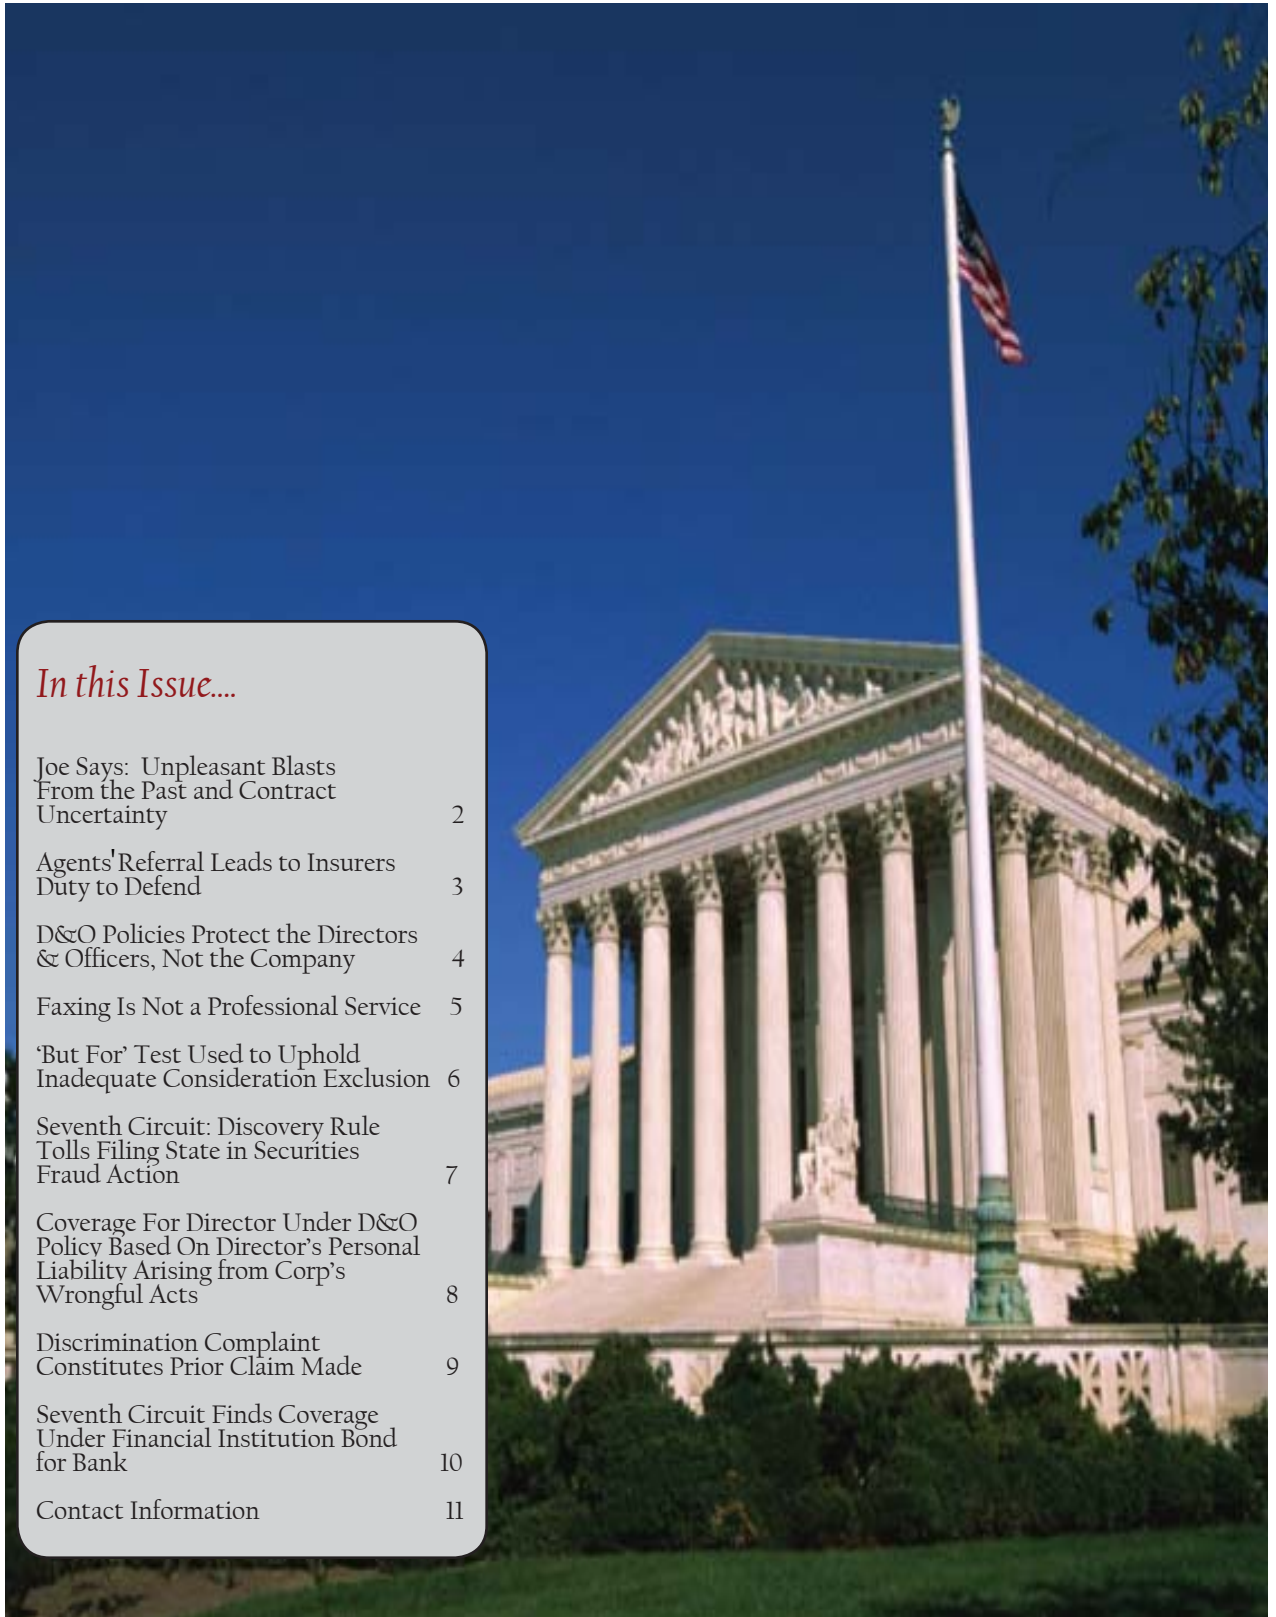 In this Issue....
Joe Says: Unpleasant Blasts
From the Past and Contract
Uncertainty 2
Agents' Referral Leads to Insurers
Duty to Defend 3
D&O Policies Protect the Directors
& Officers, Not the Company 4
Faxing Is Not a Professional Service 5
‘But For’ Test Used to Uphold
Inadequate Consideration Exclusion 6
Seventh Circuit: Discovery Rule
Tolls Filing State in Securities
Fraud Action 7
Coverage For Director Under D&O
Policy Based On Director’s Personal
Liability Arising from Corp’s
Wrongful Acts 8
Discrimination Complaint
Constitutes Prior Claim Made 9
Seventh Circuit Finds Coverage
Under Financial Institution Bond
for Bank 10
Contact Information 11